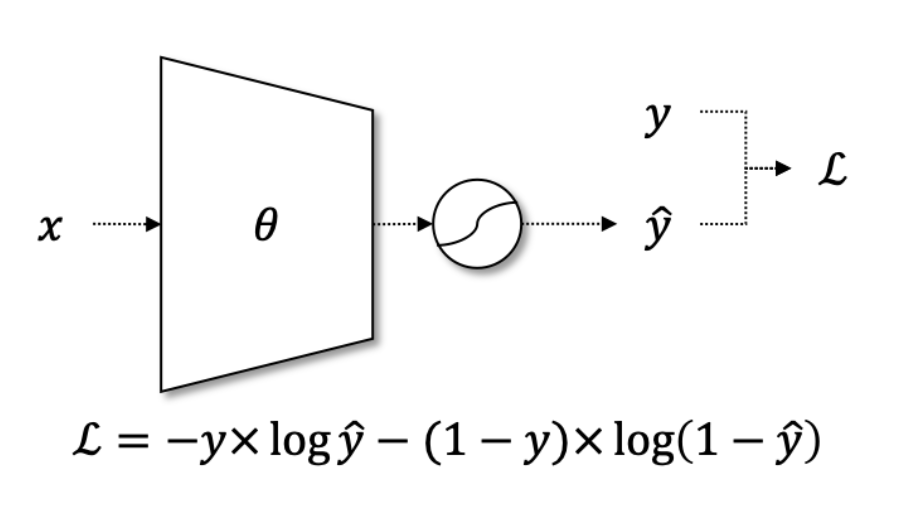 y
ℒ
x
θ
ŷ
ℒ = −y× log ŷ − (1 − y)× log(1 − ŷ)